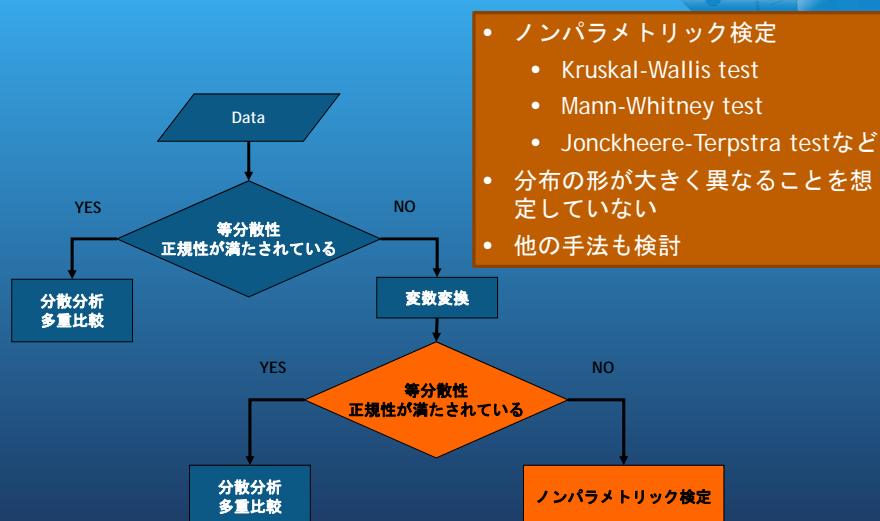 • ノンパラメトリック検定
• Kruskal-Wallis test
• Mann-Whitney test
• Jonckheere-Terpstra testなど
• 分布の形が大きく異なることを想
定していない
• 他の手法も検討
Data
YES
NO
等分散性
正規性が満たされている
分散分析
多重比較
変数変換
YES
NO
等分散性
正規性が満たされている
分散分析
多重比較
ノンパラメトリック検定